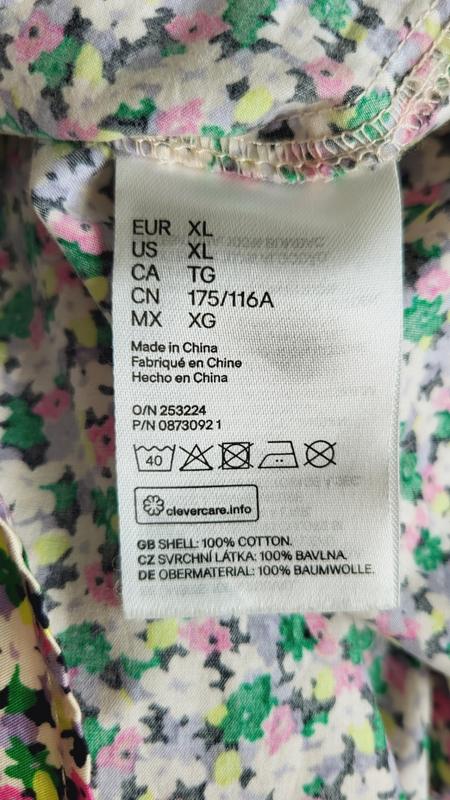 EUR XL
US XL
CA TG
CN 175/116A
MX XG
Made in China
Fabriqué en Chine
Hecho en China
O/N 253224
P/N 0873092 1
40
clevercare.info
GB SHELL: 100% COTTON.
CZ SVRCHNÍ LÁTKA: 100% BAVLNA.
DE OBERMATERIAL: 100% BAUMWOLLE.